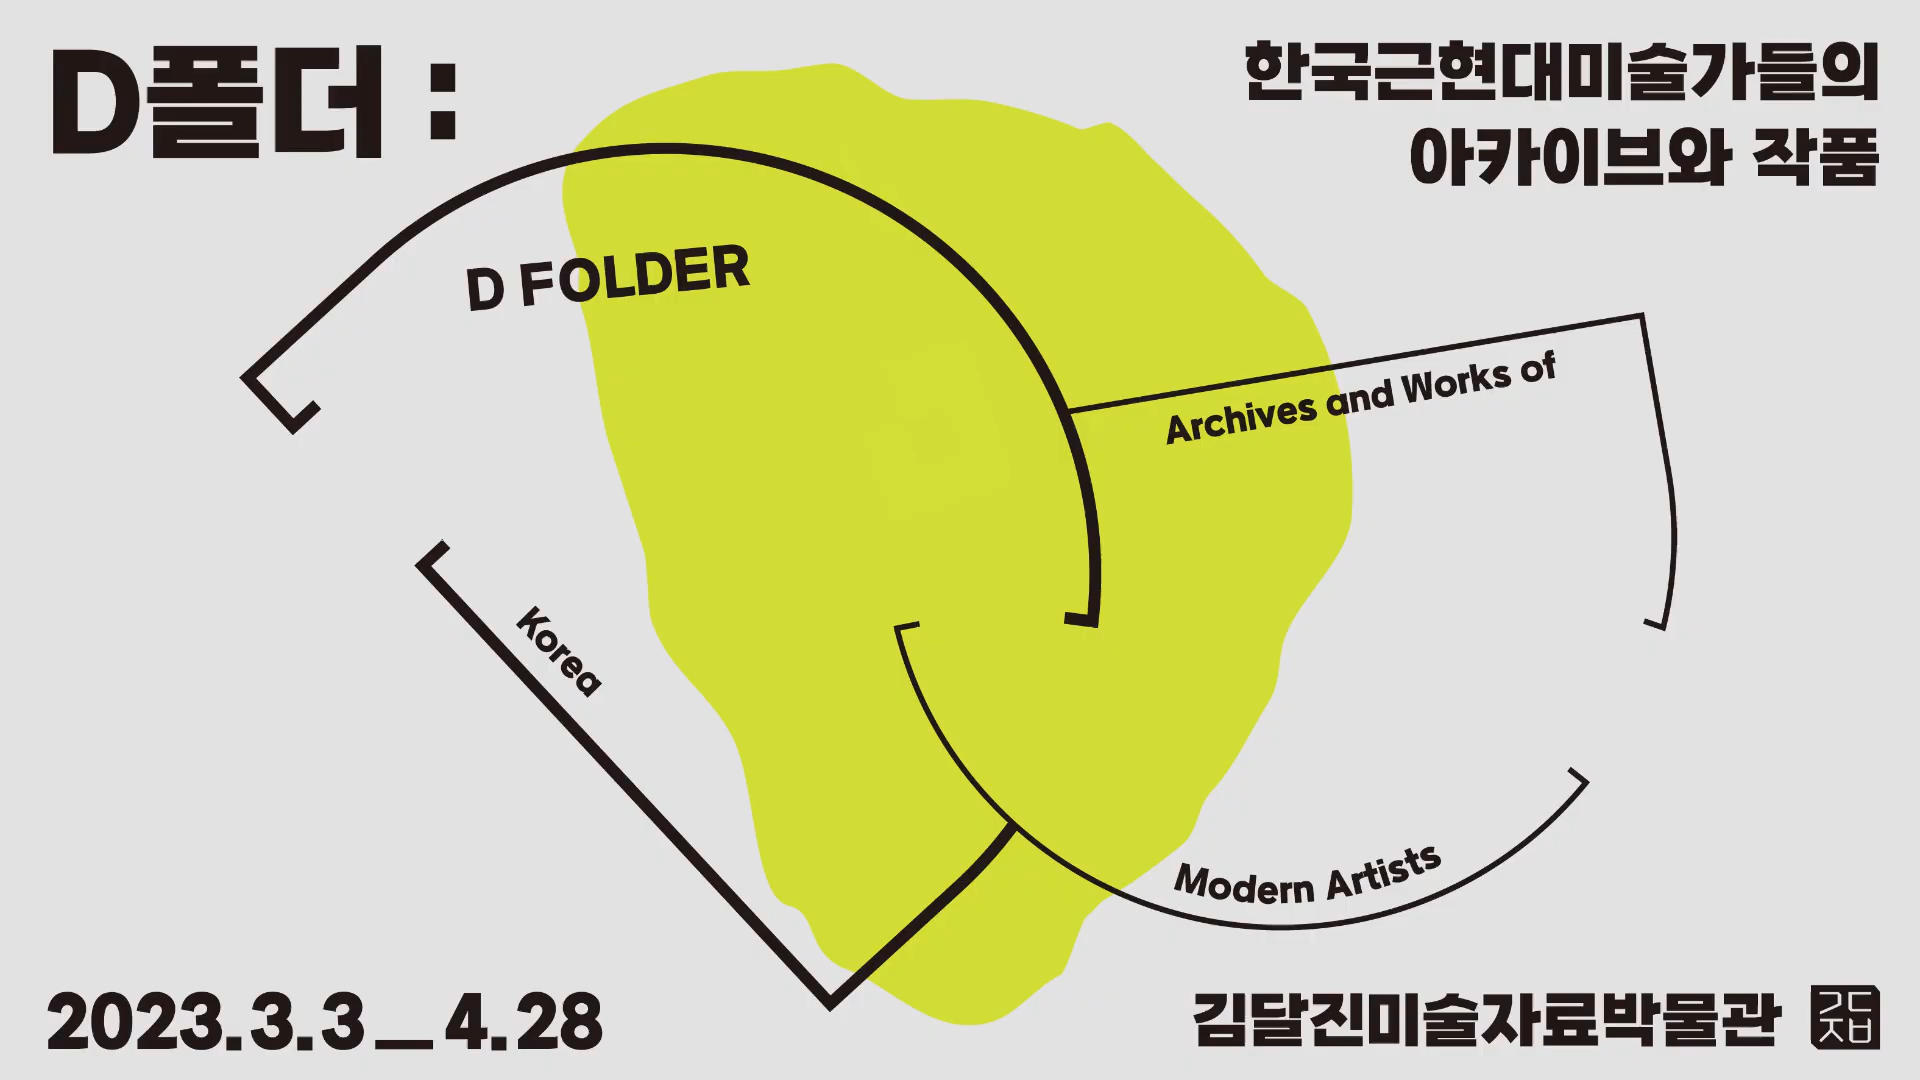 D폴더 :
한국근현대미술가들의
아카이브와 작품
D FOLDER
Archives and Works of
Korea
Modern Artists
2023.3.3—4.28
김달진미술자료박물관